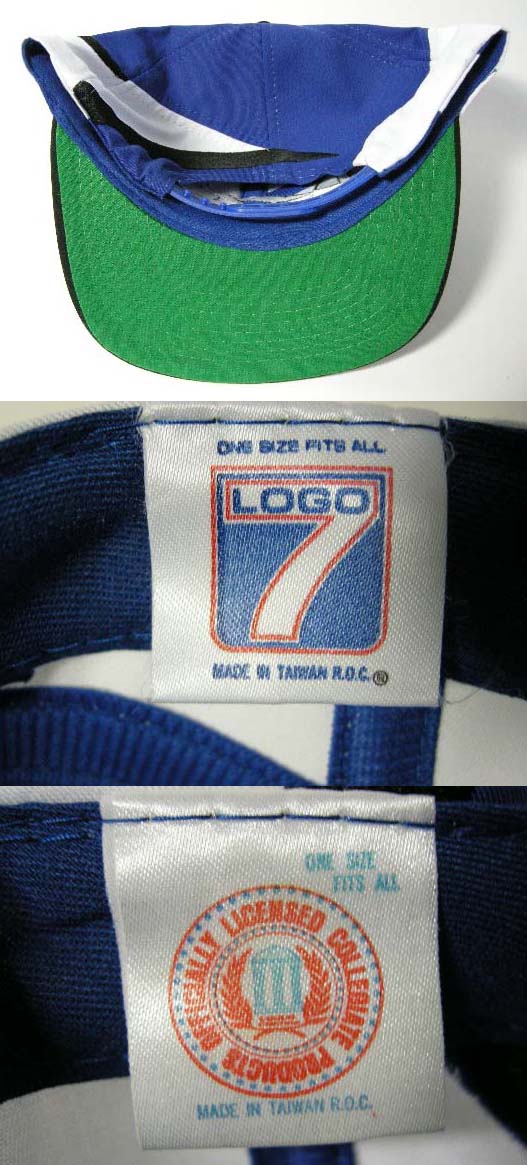 ONE SIZE FITS ALL
LOGO
7
MADE IN TAIWAN R.O.C.®
ONE SIZE
FITS ALL
OFFICIALLY LICENSED COLLEGIATE PRODUCTS
MADE IN TAIWAN R.O.C.